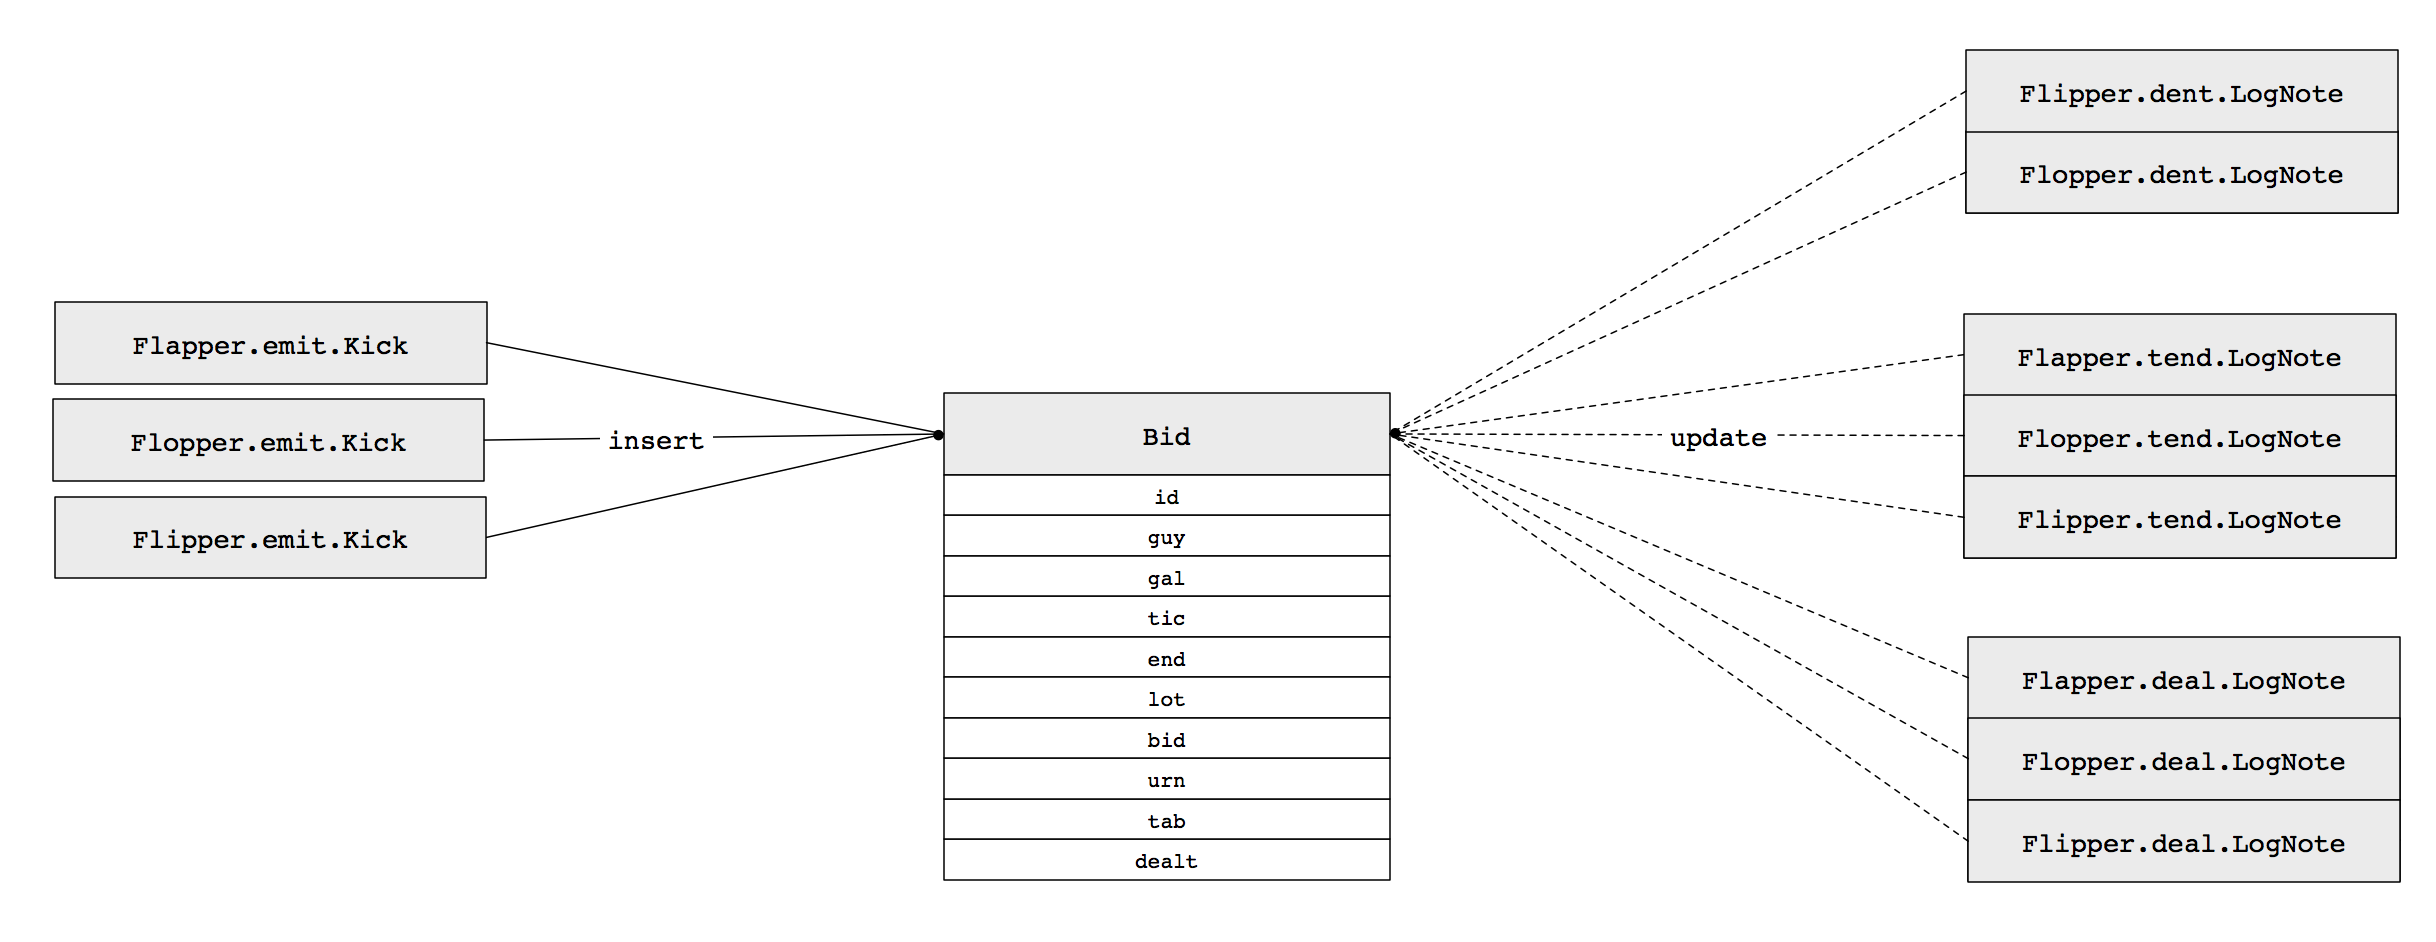 Flapper.emit.Kick
Flopper.emit.Kick
Flipper.emit.Kick
insert
Bid
id
guy
gal
tic
end
lot
bid
urn
tab
dealt
update
Flipper.dent.LogNote
Flopper.dent.LogNote
Flapper.tend.LogNote
Flopper.tend.LogNote
Flipper.tend.LogNote
Flapper.deal.LogNote
Flopper.deal.LogNote
Flipper.deal.LogNote